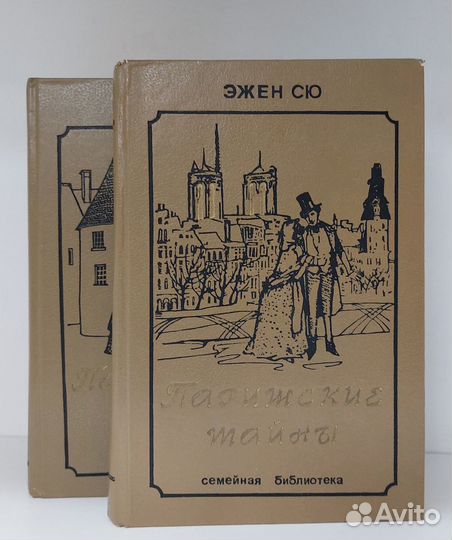 ЭЖЕН СЮ
Парижские
тайны
семейная библиотека
Avito